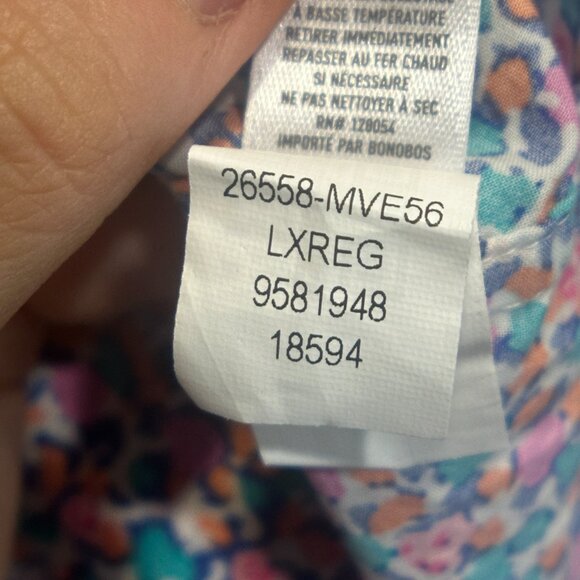 À BASSE TEMPÉRATURE
RETIRER IMMÉDIATEMENT
REPASSER AU FER CHAUD
SI NÉCESSAIRE
NE PAS NETTOYER À SEC
RN# 128054
IMPORTÉ PAR BONOBOS
26558-MVE56
LXREG
9581948
18594